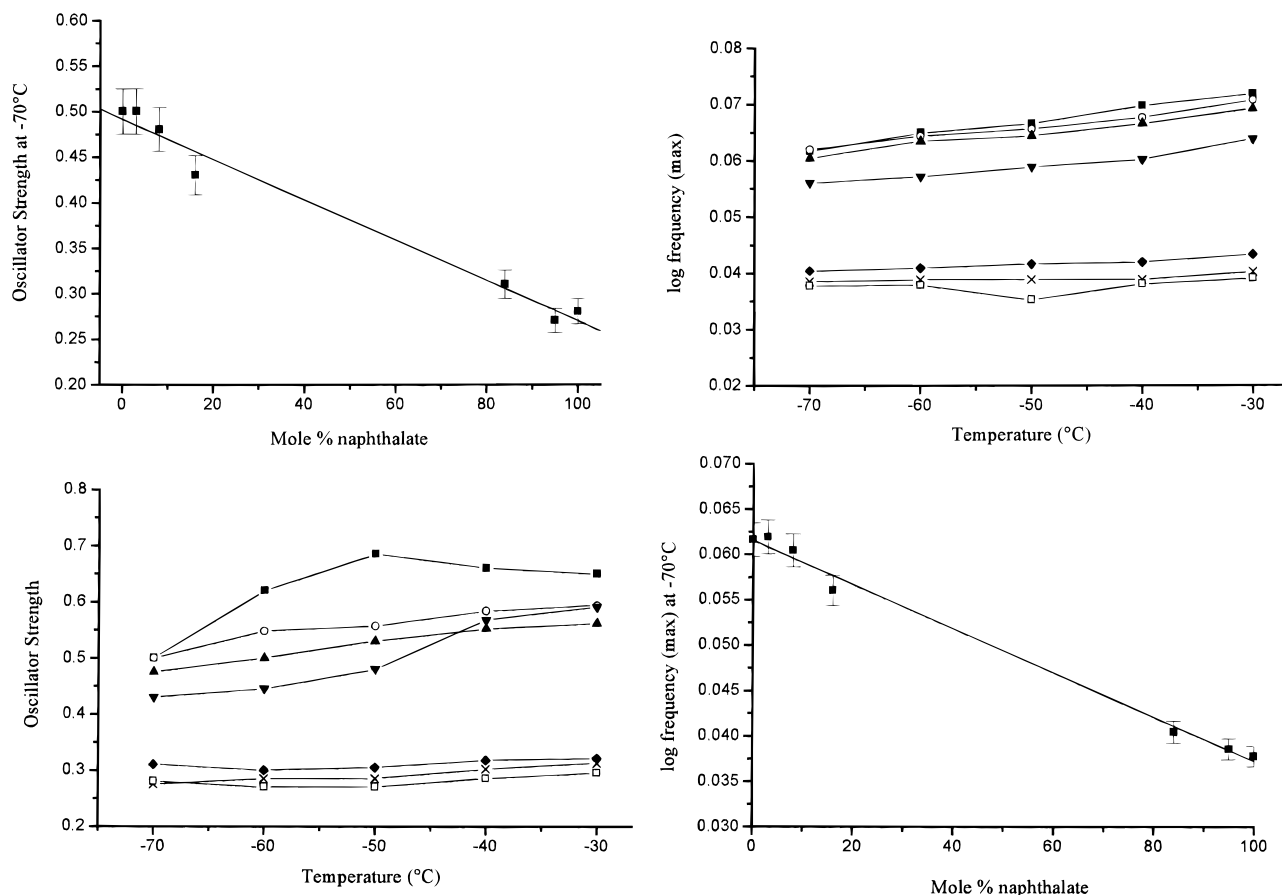 0.60
0.55
0.50
0.45
0.40
0.35
0.30
0.25
0.20
Oscillator Strength at -70°C
0 20 40 60 80 100
Mole % naphthalate
0.08
0.07
0.06
0.05
0.04
0.03
0.02
log frequency (max)
-70 -60 -50 -40 -30
Temperature (°C)
0.8
0.7
0.6
0.5
0.4
0.3
0.2
Oscillator Strength
-70 -60 -50 -40 -30
Temperature (°C)
0.070
0.065
0.060
0.055
0.050
0.045
0.040
0.035
0.030
log frequency (max) at -70°C
0 20 40 60 80 100
Mole % naphthalate